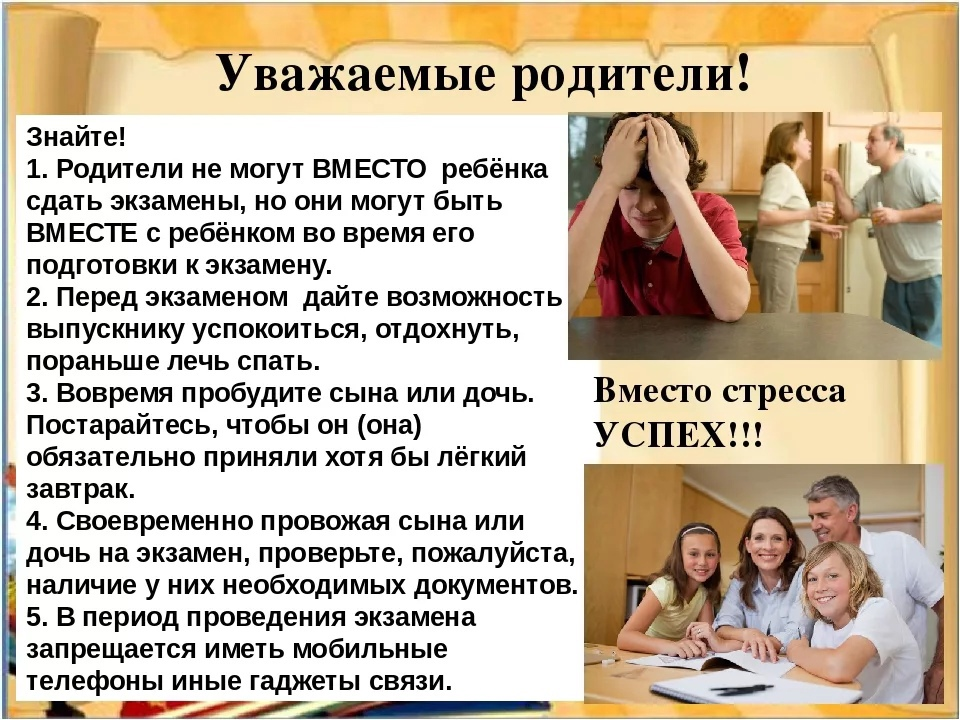 Уважаемые родители!
Знайте!
1. Родители не могут ВМЕСТО ребёнка
сдать экзамены, но они могут быть
ВМЕСТЕ с ребёнком во время его
подготовки к экзамену.
2. Перед экзаменом дайте возможность
выпускнику успокоиться, отдохнуть,
пораньше лечь спать.
3. Вовремя пробудите сына или дочь.
Постарайтесь, чтобы он (она)
обязательно приняли хотя бы лёгкий
завтрак.
4. Своевременно провожая сына или
дочь на экзамен, проверьте, пожалуйста,
наличие у них необходимых документов.
5. В период проведения экзамена
запрещается иметь мобильные
телефоны иные гаджеты связи.
Вместо стресса
УСПЕХ!!!